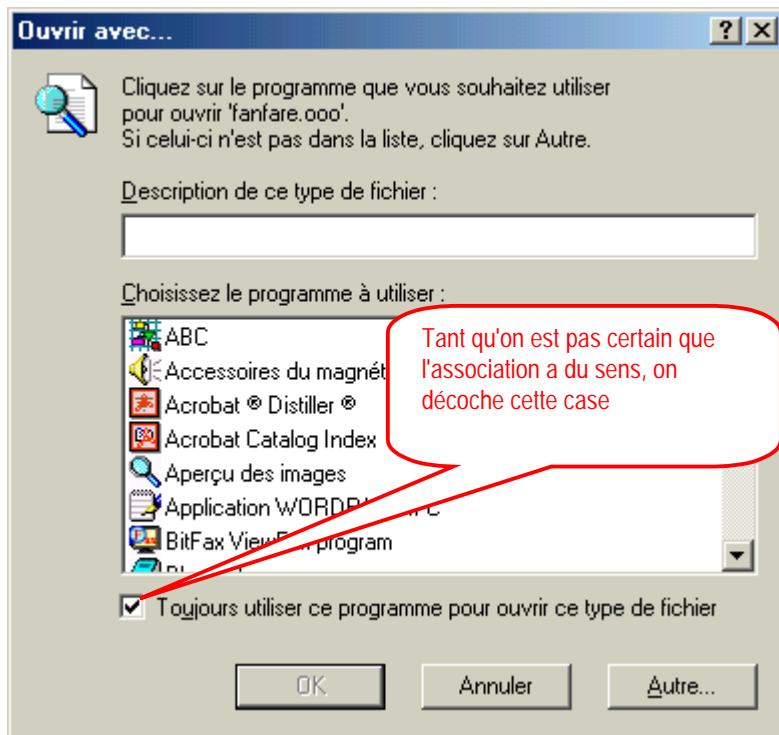 Ouvrir avec...
Cliquez sur le programme que vous souhaitez utiliser
pour ouvrir 'fanfare.ooo'.
Si celui-ci n'est pas dans la liste, cliquez sur Autre.
Description de ce type de fichier :
Choisissez le programme à utiliser :
ABC
Accessoires du magnét
Acrobat ® Distiller ®
Acrobat Catalog Index
Aperçu des images
Application
BitFax program
Tant qu'on est pas certain que
l'association a du sens, on
décoche cette case
Toujours utiliser ce programme pour ouvrir ce type de fichier
OK
Annuler
Autre...